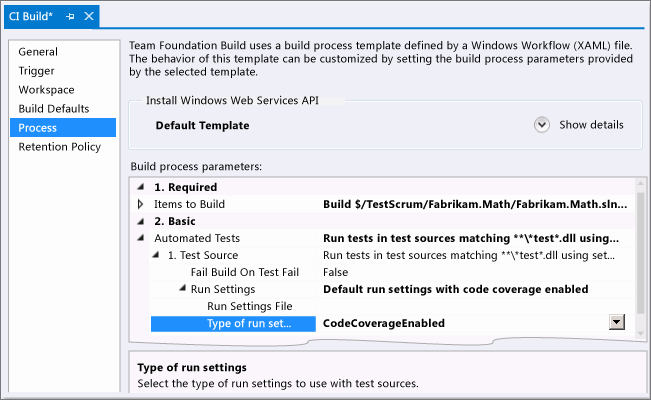 CI Build*
General
Trigger
Workspace
Build Defaults
Process
Retention Policy
Team Foundation Build uses a build process template defined by a Windows Workflow (XAML) file.
The behavior of this template can be customized by setting the build process parameters provided
by the selected template.
Install Windows Web Services API
Default Template
Show details
Build process parameters:
1. Required
Items to Build Build $/TestScrum/Fabrikam.Math/Fabrikam.Math.sln...
2. Basic
Automated Tests Run tests in test sources matching **\*test*.dll using...
1. Test Source Run tests in test sources matching **\*test*.dll using set...
Fail Build On Test Fail False
Run Settings Default run settings with code coverage enabled
Run Settings File
Type of run set... CodeCoverageEnabled
Type of run settings
Select the type of run settings to use with test sources.